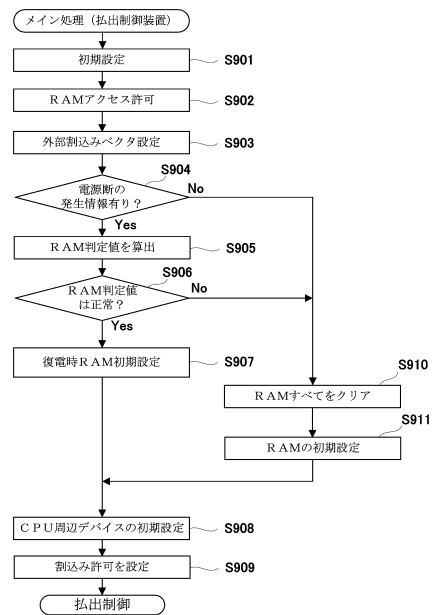 メイン処理（払出制御装置）
初期設定
S901
ＲＡＭアクセス許可
S902
外部割込みベクタ設定
S903
S904
電源断の
発生情報有り？
No
Yes
ＲＡＭ判定値を算出
S905
S906
ＲＡＭ判定値
は正常？
No
Yes
復電時ＲＡＭ初期設定
S907
S910
ＲＡＭすべてをクリア
S911
ＲＡＭの初期設定
ＣＰＵ周辺デバイスの初期設定
S908
割込み許可を設定
S909
払出制御